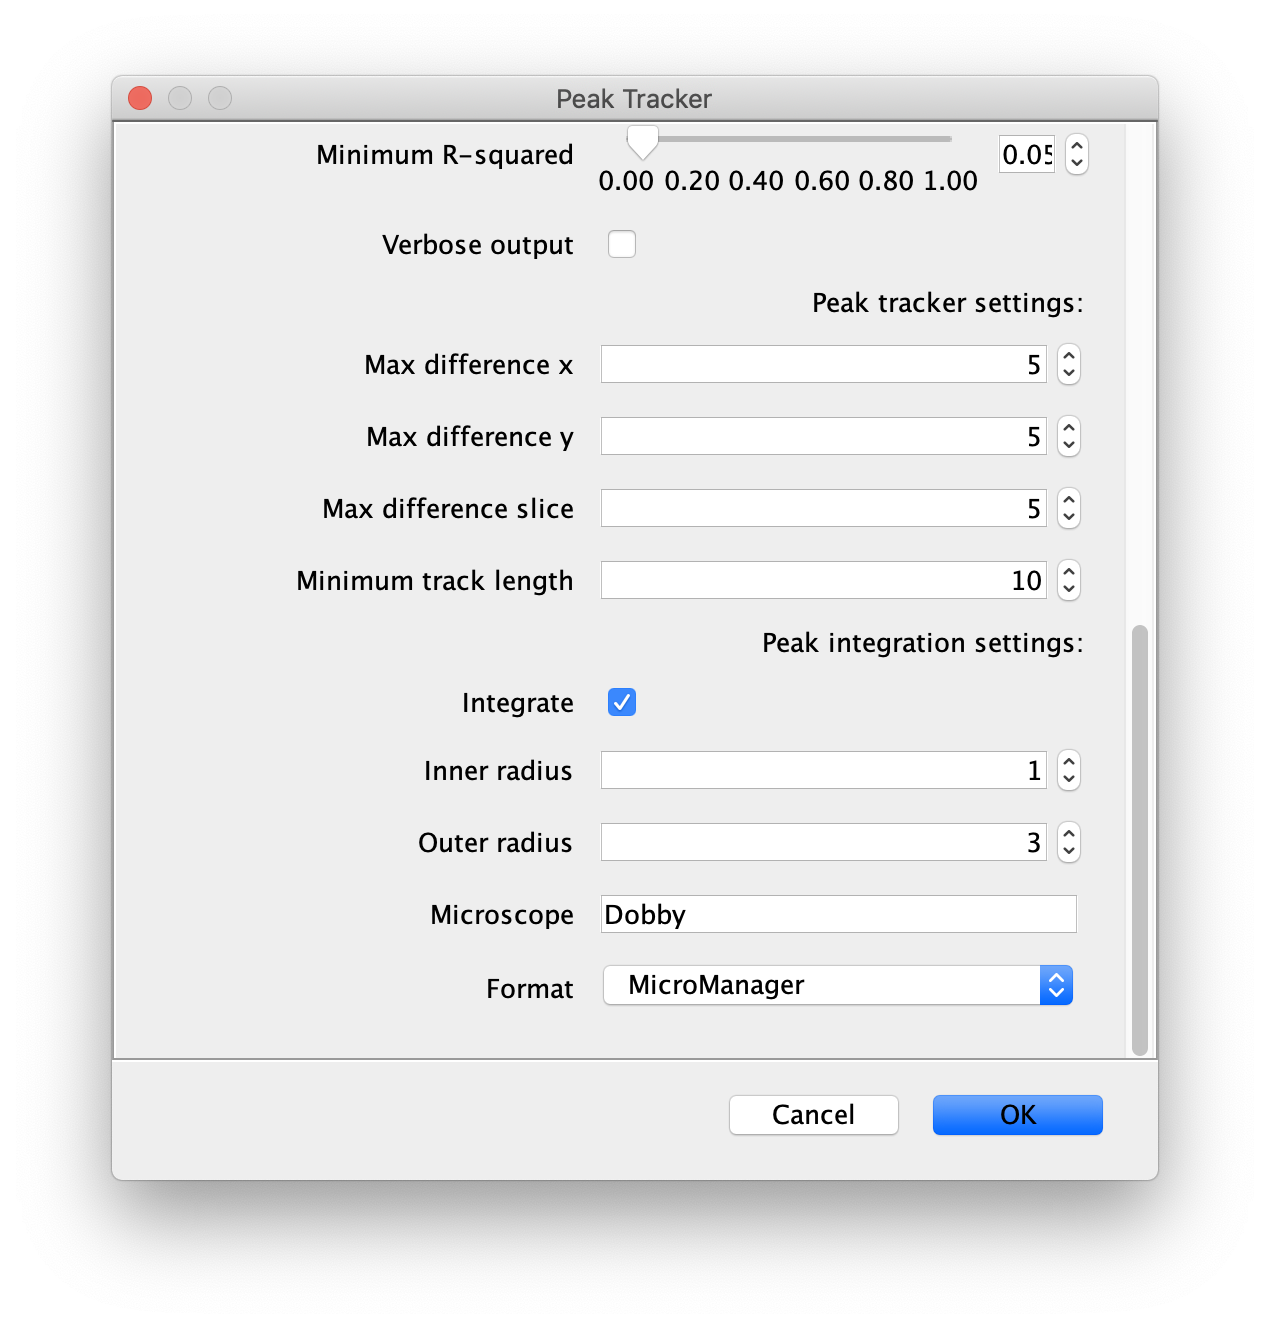 Peak Tracker
Minimum R-squared 0.05
0.00 0.20 0.40 0.60 0.80 1.00
Verbose output
Peak tracker settings:
Max difference x 5
Max difference y 5
Max difference slice 5
Minimum track length 10
Peak integration settings:
Integrate
Inner radius 1
Outer radius 3
Microscope Dobby
Format MicroManager
Cancel OK